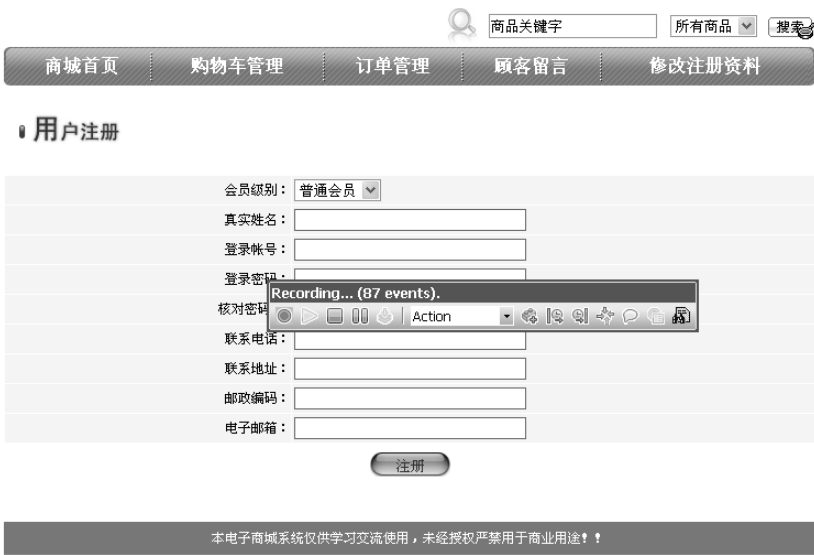 商品关键字 所有商品 搜索
商城首页 购物车管理 订单管理 顾客留言 修改注册资料
用户注册
会员级别： 普通会员
真实姓名：
登录帐号：
登录密码：
Recording... (87 events).
核对密码
Action
联系电话：
联系地址：
邮政编码：
电子邮箱：
注册
本电子商城系统仅供学习交流使用，未经授权严禁用于商业用途！！